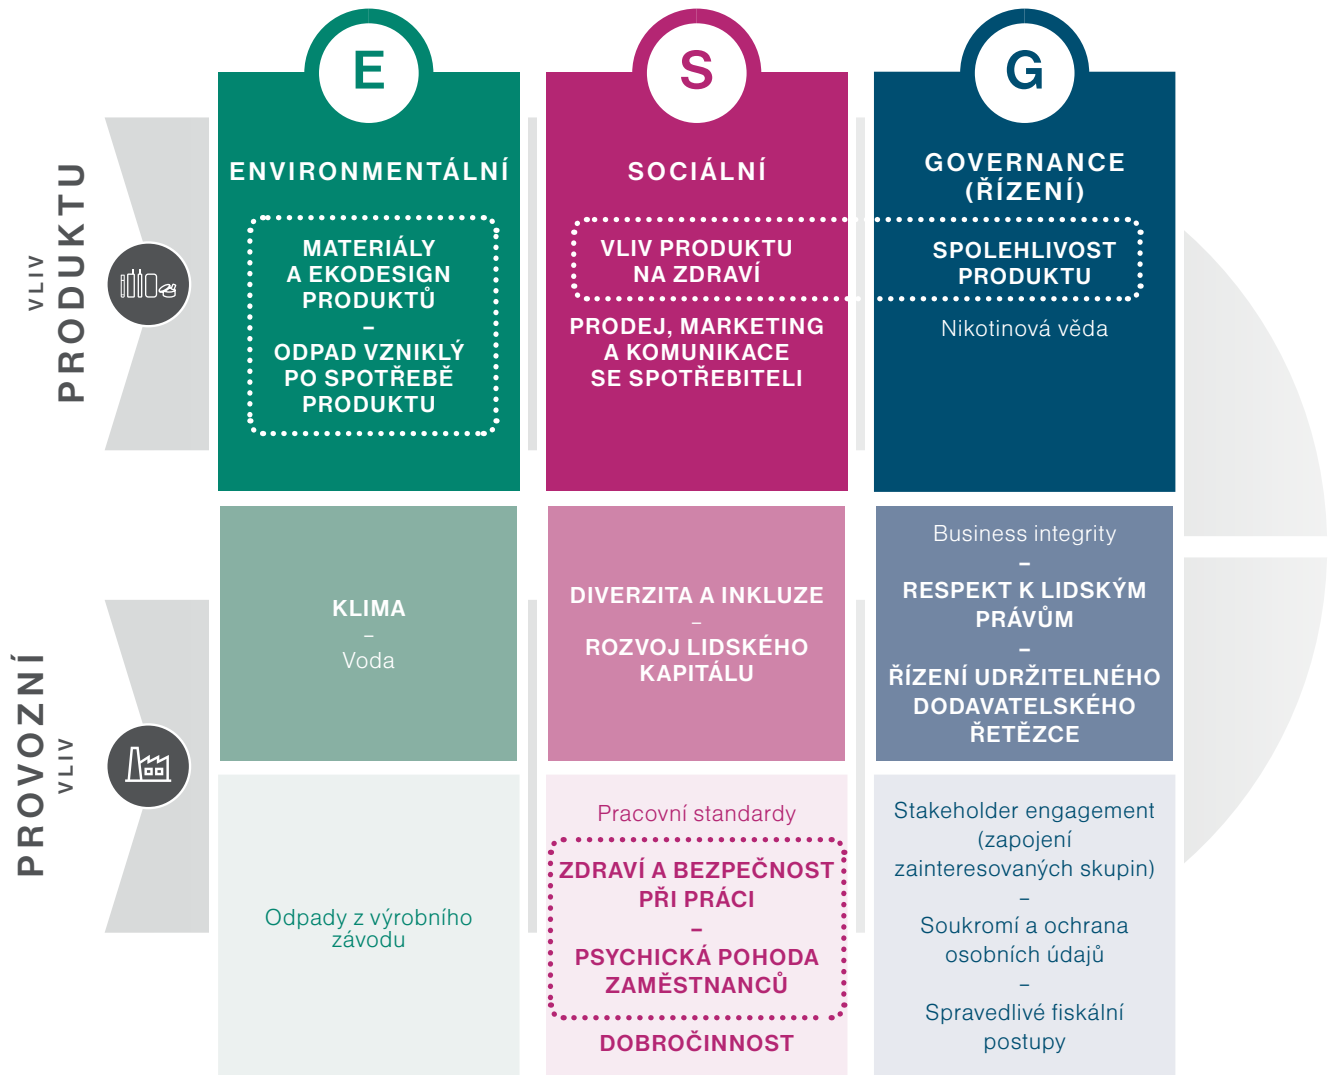 E
S
G
VLIV
PRODUKTU
ENVIRONMENTÁLNÍ
MATERIÁLY
A EKODESIGN
PRODUKTŮ
–
ODPAD VZNIKLÝ
PO SPOTŘEBĚ
PRODUKTU
SOCIÁLNÍ
VLIV PRODUKTU
NA ZDRAVÍ
PRODEJ, MARKETING
A KOMUNIKACE
SE SPOTŘEBITELI
GOVERNANCE
(ŘÍZENÍ)
SPOLEHLIVOST
PRODUKTU
Nikotinová věda
PROVOZNÍ
VLIV
KLIMA
–
Voda
DIVERZITA A INKLUZE
–
ROZVOJ LIDSKÉHO
KAPITÁLU
Business integrity
–
RESPEKT K LIDSKÝM
PRÁVŮM
–
ŘÍZENÍ UDRŽITELNÉHO
DODAVATELSKÉHO
ŘETĚZCE
Odpady z výrobního
závodu
Pracovní standardy
ZDRAVÍ A BEZPEČNOST
PŘI PRÁCI
–
PSYCHICKÁ POHODA
ZAMĚSTNANCŮ
DOBROČINNOST
Stakeholder engagement
(zapojení
zainteresovaných skupin)
–
Soukromí a ochrana
osobních údajů
–
Spravedlivé fiskální
postupy